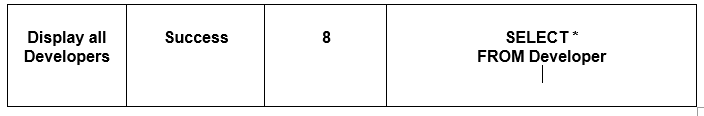 Display all
Developers
Success
8
SELECT *
FROM Developer